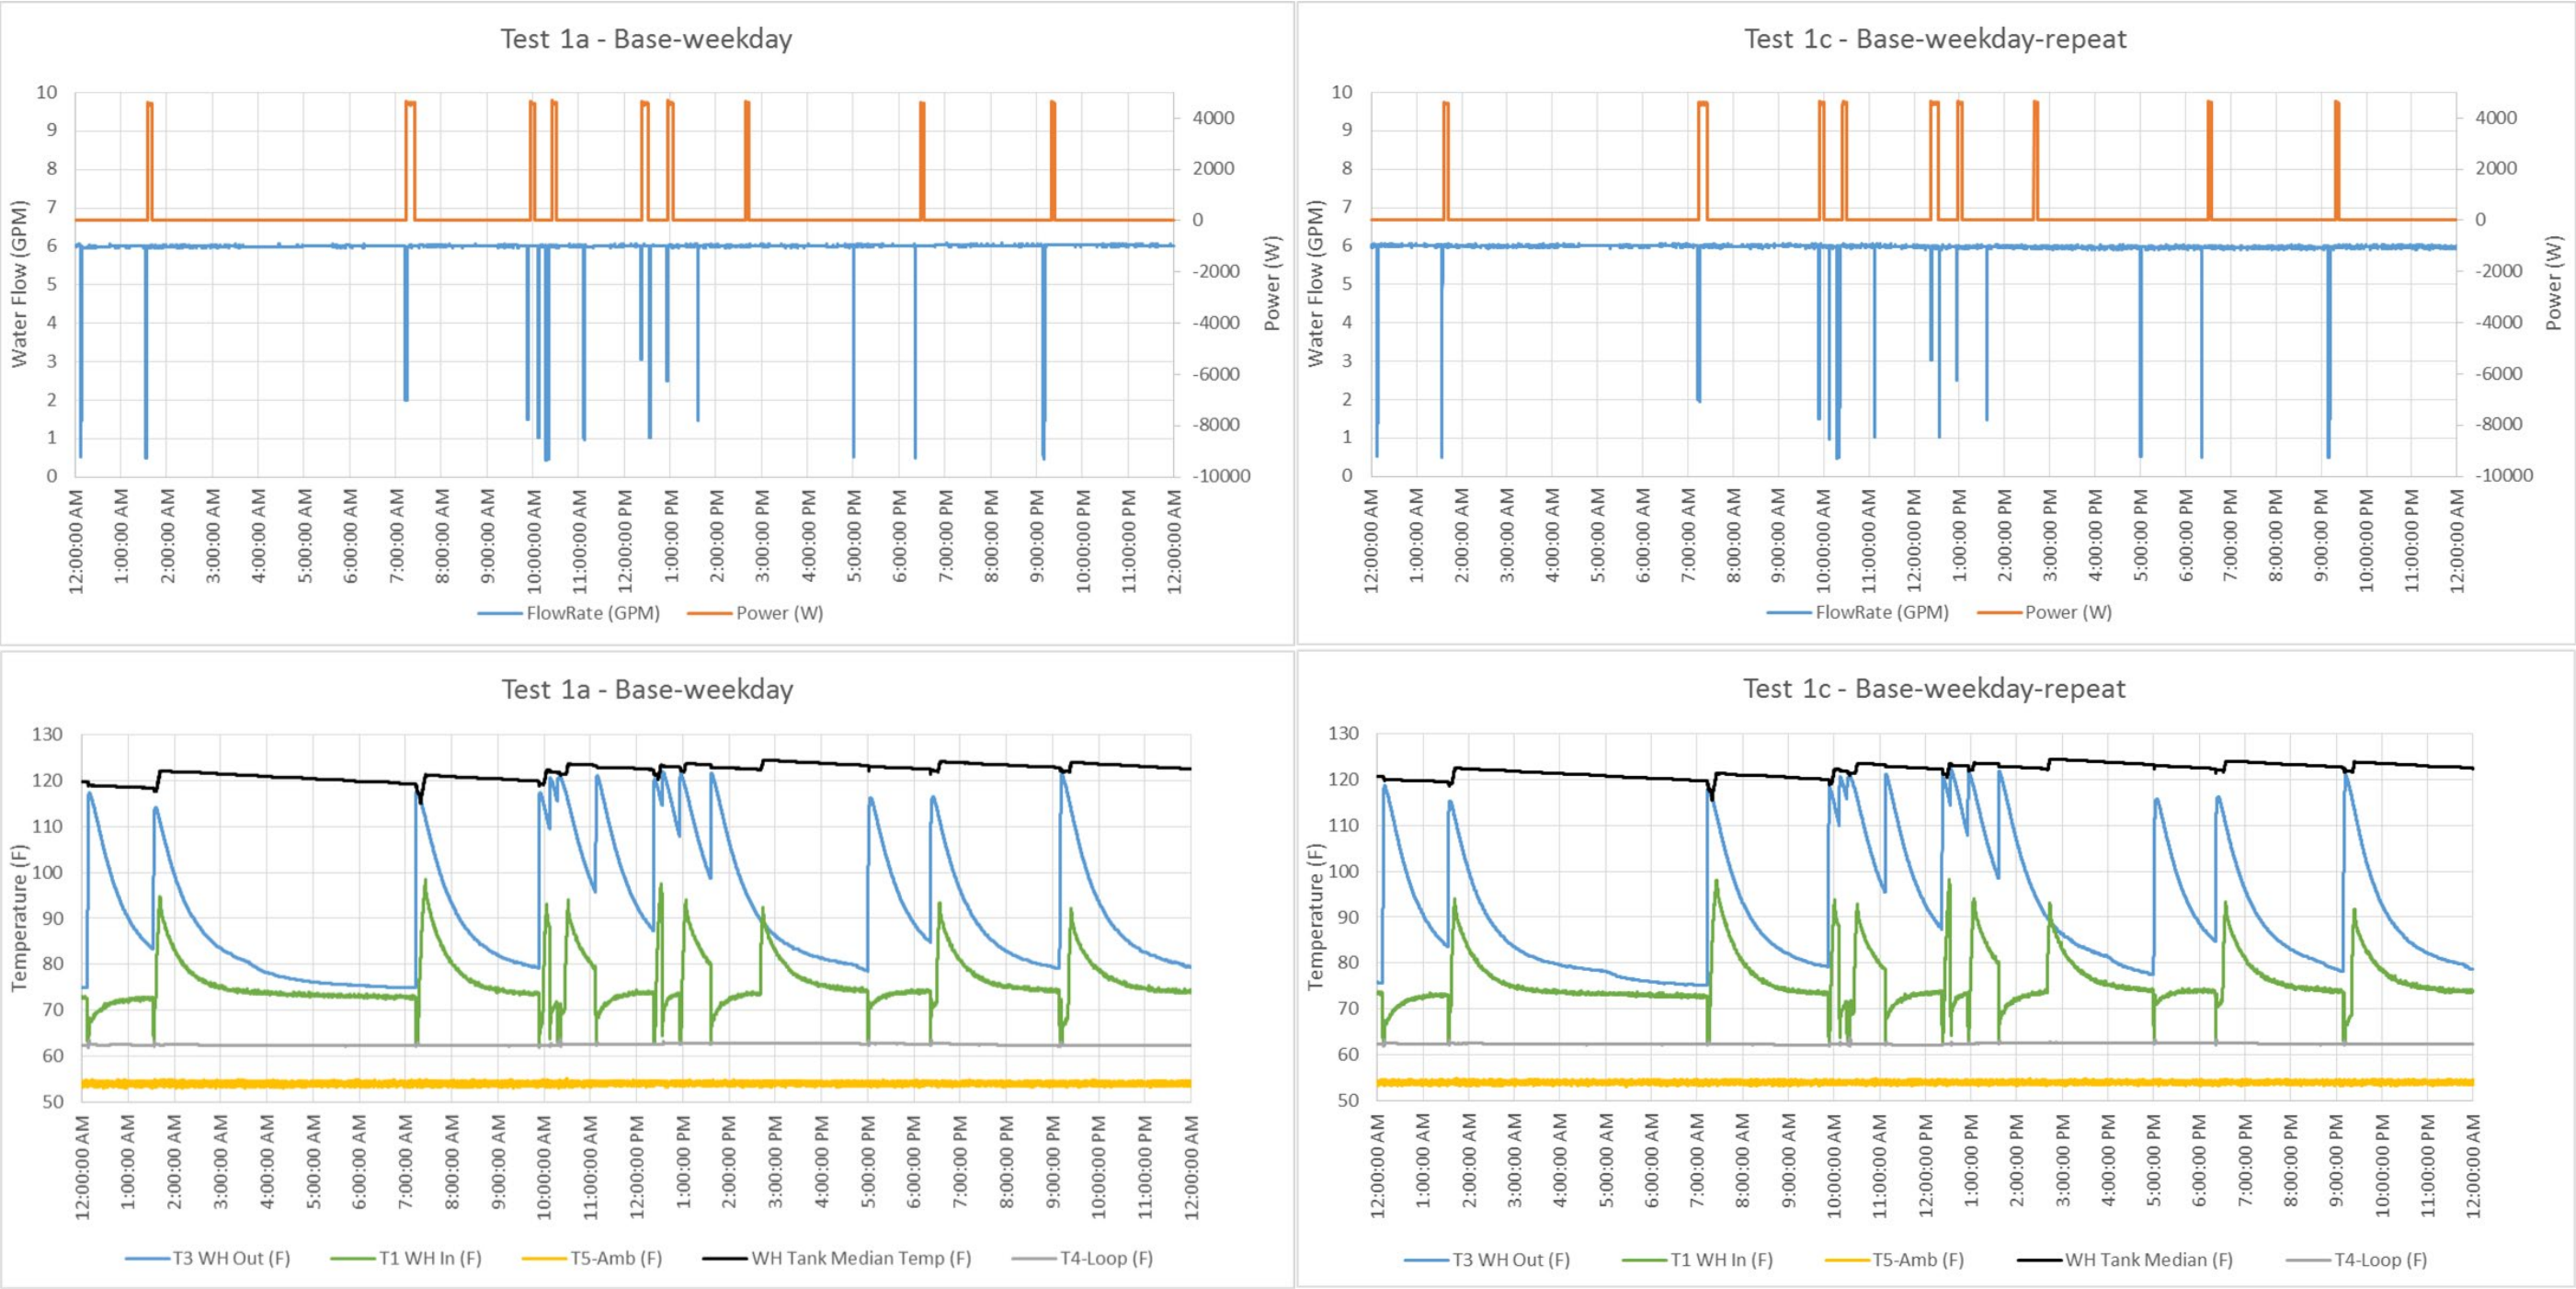 Test 1a - Base-weekday
Water Flow (GPM)
10
9
8
7
6
5
4
3
2
1
0
4000
2000
0
-2000
-4000
-6000
-8000
-10000
Power (W)
12:00:00 AM
1:00:00 AM
2:00:00 AM
3:00:00 AM
4:00:00 AM
5:00:00 AM
6:00:00 AM
7:00:00 AM
8:00:00 AM
9:00:00 AM
10:00:00 AM
11:00:00 AM
12:00:00 PM
1:00:00 PM
2:00:00 PM
3:00:00 PM
4:00:00 PM
5:00:00 PM
6:00:00 PM
7:00:00 PM
8:00:00 PM
9:00:00 PM
10:00:00 PM
11:00:00 PM
12:00:00 AM
FlowRate (GPM) Power (W)
Test 1c - Base-weekday-repeat
Water Flow (GPM)
10
9
8
7
6
5
4
3
2
1
0
4000
2000
0
-2000
-4000
-6000
-8000
-10000
Power (W)
12:00:00 AM
1:00:00 AM
2:00:00 AM
3:00:00 AM
4:00:00 AM
5:00:00 AM
6:00:00 AM
7:00:00 AM
8:00:00 AM
9:00:00 AM
10:00:00 AM
11:00:00 AM
12:00:00 PM
1:00:00 PM
2:00:00 PM
3:00:00 PM
4:00:00 PM
5:00:00 PM
6:00:00 PM
7:00:00 PM
8:00:00 PM
9:00:00 PM
10:00:00 PM
11:00:00 PM
12:00:00 AM
FlowRate (GPM) Power (W)
Test 1a - Base-weekday
Temperature (F)
130
120
110
100
90
80
70
60
50
12:00:00 AM
1:00:00 AM
2:00:00 AM
3:00:00 AM
4:00:00 AM
5:00:00 AM
6:00:00 AM
7:00:00 AM
8:00:00 AM
9:00:00 AM
10:00:00 AM
11:00:00 AM
12:00:00 PM
1:00:00 PM
2:00:00 PM
3:00:00 PM
4:00:00 PM
5:00:00 PM
6:00:00 PM
7:00:00 PM
8:00:00 PM
9:00:00 PM
10:00:00 PM
11:00:00 PM
12:00:00 AM
T3 WH Out (F) T1 WH In (F) T5-Amb (F) WH Tank Median Temp (F) T4-Loop (F)
Test 1c - Base-weekday-repeat
Temperature (F)
130
120
110
100
90
80
70
60
50
12:00:00 AM
1:00:00 AM
2:00:00 AM
3:00:00 AM
4:00:00 AM
5:00:00 AM
6:00:00 AM
7:00:00 AM
8:00:00 AM
9:00:00 AM
10:00:00 AM
11:00:00 AM
12:00:00 PM
1:00:00 PM
2:00:00 PM
3:00:00 PM
4:00:00 PM
5:00:00 PM
6:00:00 PM
7:00:00 PM
8:00:00 PM
9:00:00 PM
10:00:00 PM
11:00:00 PM
12:00:00 AM
T3 WH Out (F) T1 WH In (F) T5-Amb (F) WH Tank Median (F) T4-Loop (F)